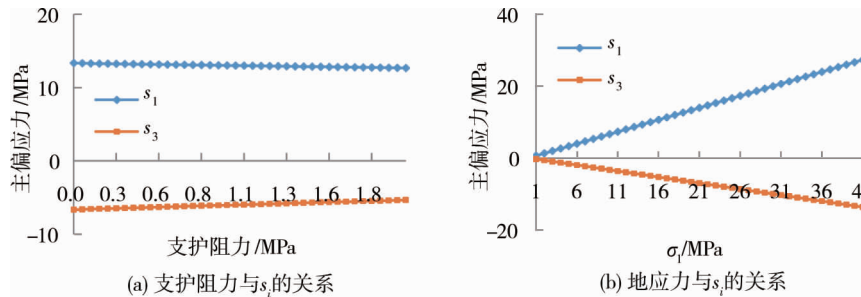 20
10
0
-10
主偏应力/MPa
s1
s3
0.0 0.3 0.6 0.8 1.1 1.3 1.6 1.8
支护阻力/MPa
(a) 支护阻力与si的关系
40
20
0
-20
主偏应力/MPa
s1
s3
1 6 11 16 21 26 31 36 4
σ1/MPa
(b) 地应力与si的关系